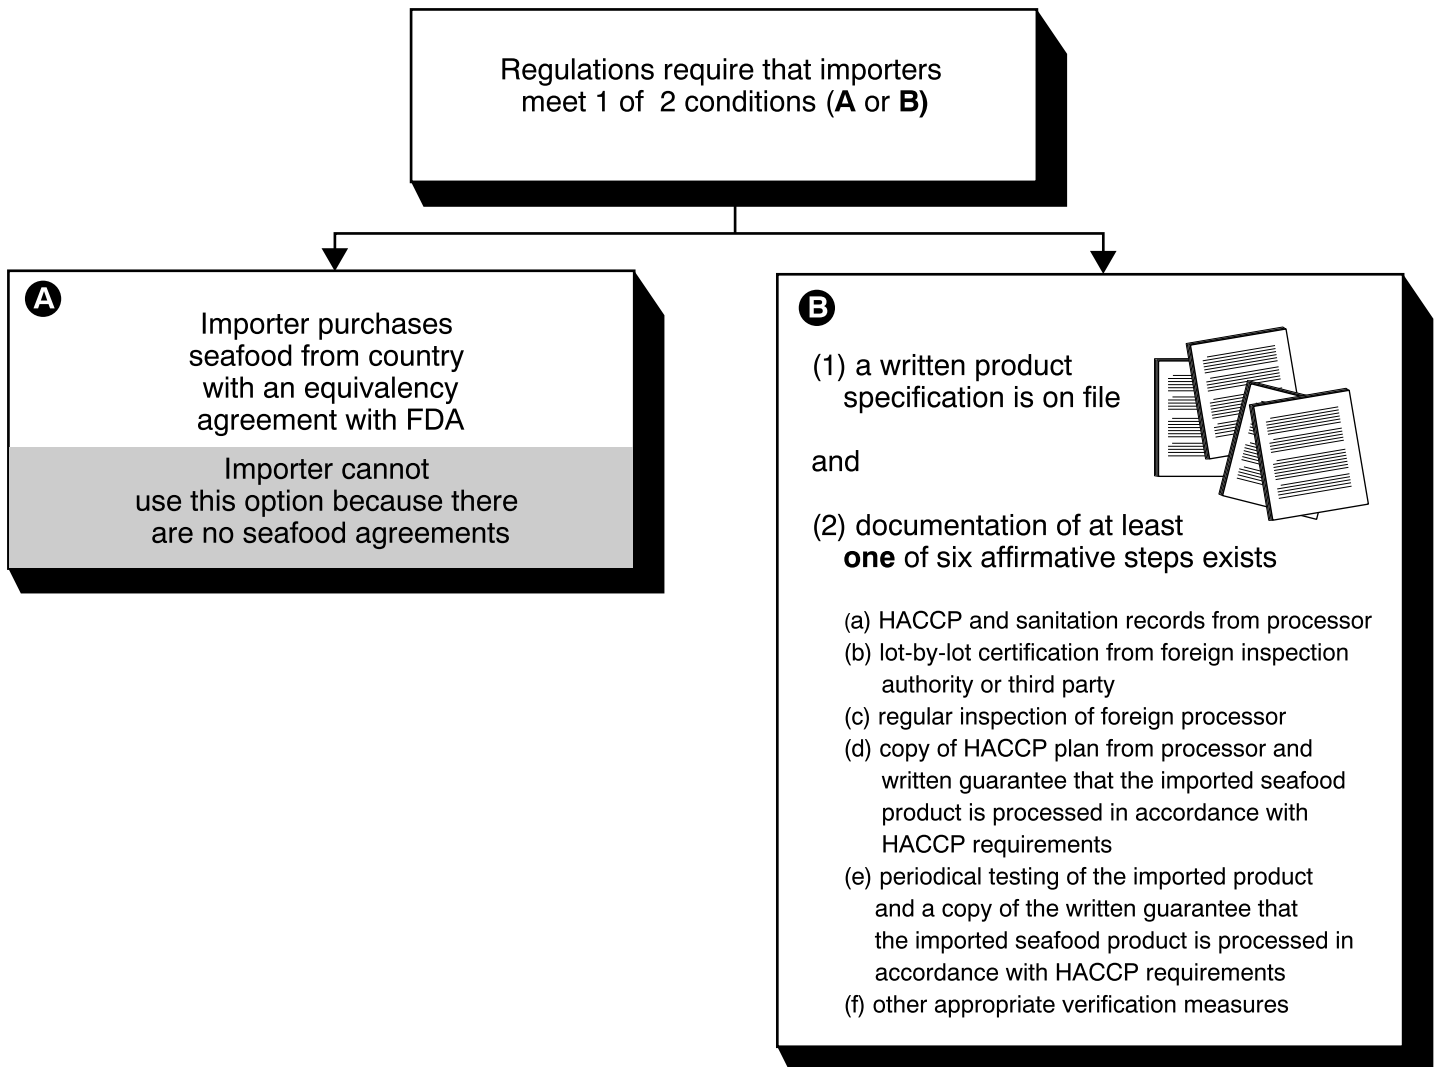 Regulations require that importers
meet 1 of 2 conditions (A or B)
A
Importer purchases
seafood from country
with an equivalency
agreement with FDA
Importer cannot
use this option because there
are no seafood agreements
B
(1) a written product
specification is on file
and
(2) documentation of at least
one of six affirmative steps exists
(a) HACCP and sanitation records from processor
(b) lot-by-lot certification from foreign inspection
authority or third party
(c) regular inspection of foreign processor
(d) copy of HACCP plan from processor and
written guarantee that the imported seafood
product is processed in accordance with
HACCP requirements
(e) periodical testing of the imported product
and a copy of the written guarantee that
the imported seafood product is processed in
accordance with HACCP requirements
(f) other appropriate verification measures